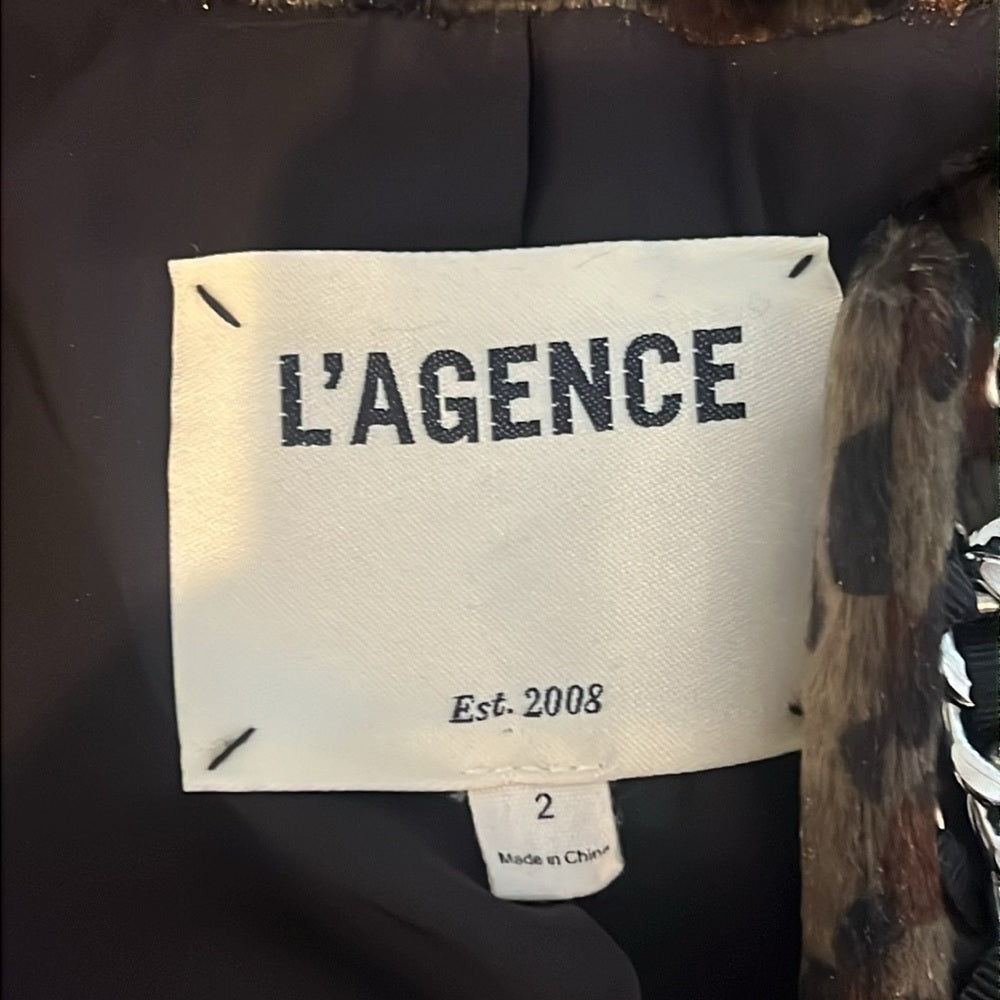 L'AGENCE
Est. 2008
2
Made in China